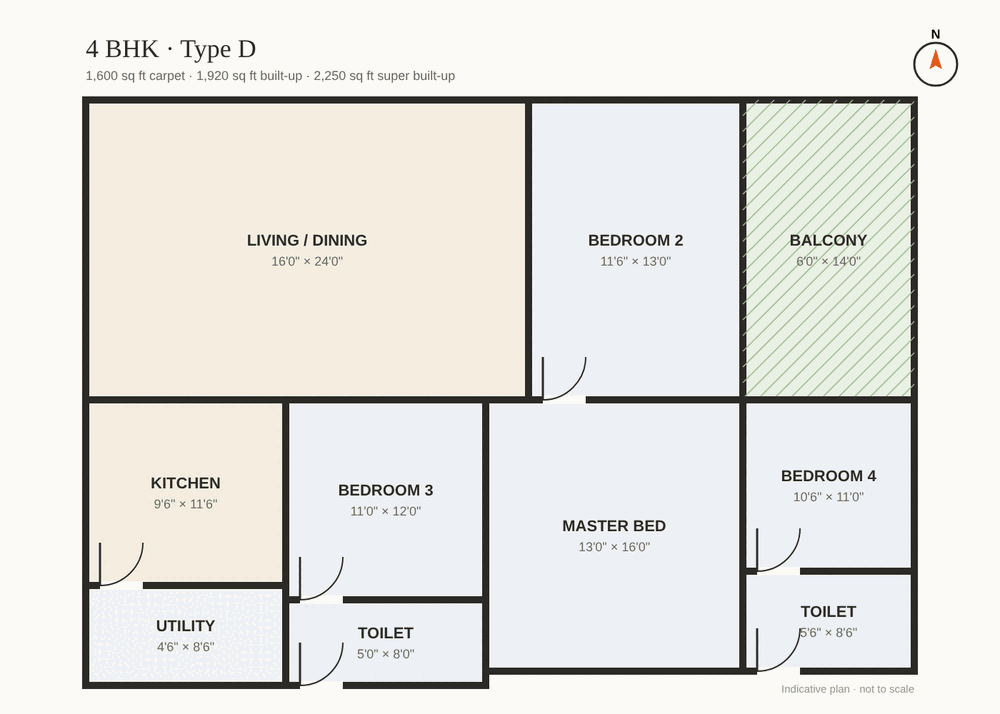 N
4 BHK · Type D
1,600 sq ft carpet · 1,920 sq ft built-up · 2,250 sq ft super built-up
LIVING / DINING
16'0" × 24'0"
BEDROOM 2
11'6" × 13'0"
BALCONY
6'0" × 14'0"
KITCHEN
9'6" × 11'6"
BEDROOM 3
11'0" × 12'0"
MASTER BED
13'0" × 16'0"
BEDROOM 4
10'6" × 11'0"
UTILITY
4'6" × 8'6"
TOILET
5'0" × 8'0"
TOILET
5'6" × 8'6"
Indicative plan · not to scale